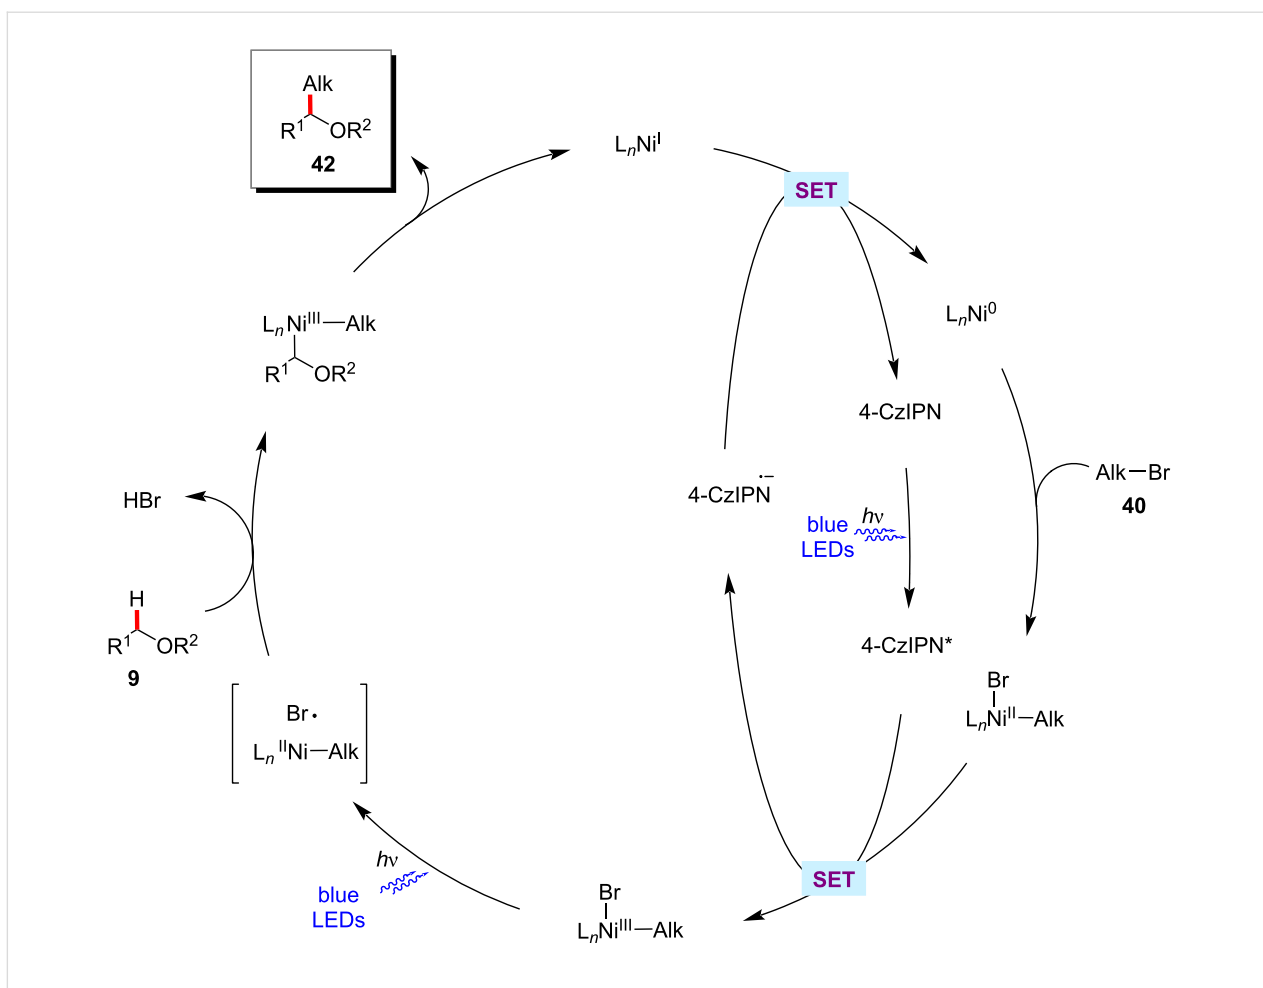 Alk
R¹ OR²
42
LₙNiᴵ
SET
LₙNi⁰
LₙNiᴵᴵᴵ—Alk
R¹ OR²
4-CzIPN
4-CzIPN•−
Alk—Br
40
HBr
blue hν
LEDs
H
R¹ OR²
9
4-CzIPN*
Br
LₙNiᴵᴵ—Alk
Br•
Lₙ ᴵᴵNi—Alk
hν
blue
LEDs
SET
Br
LₙNiᴵᴵᴵ—Alk